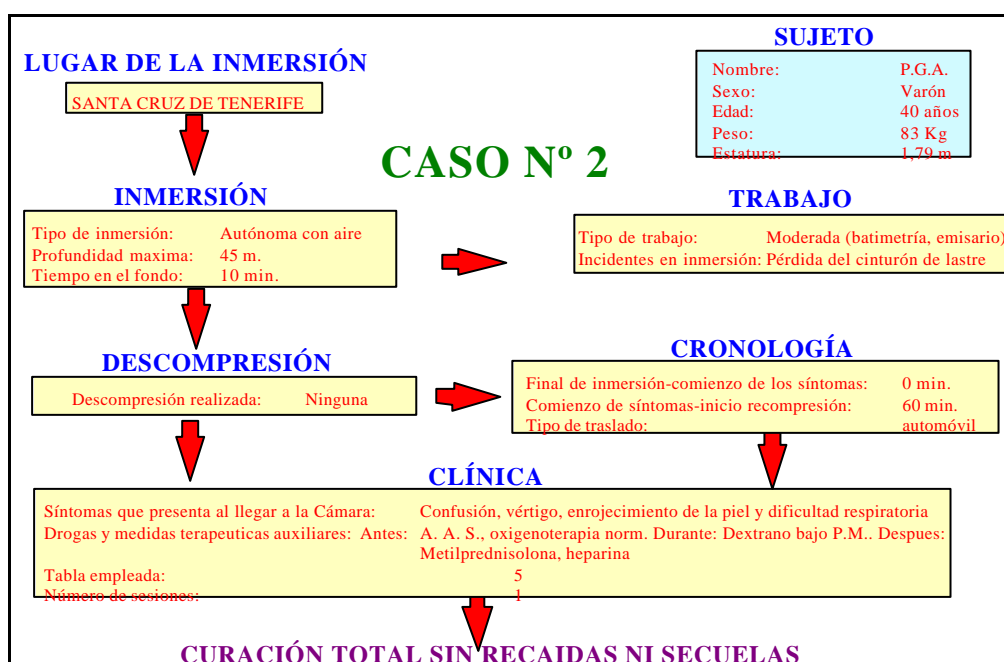 LUGAR DE LA INMERSIÓN
SANTA CRUZ DE TENERIFE
SUJETO
Nombre: P.G.A.
Sexo: Varón
Edad: 40 años
Peso: 83 Kg
Estatura: 1,79 m
CASO Nº 2
INMERSIÓN
Tipo de inmersión: Autónoma con aire
Profundidad maxima: 45 m.
Tiempo en el fondo: 10 min.
TRABAJO
Tipo de trabajo: Moderada (batimetría, emisario)
Incidentes en inmersión: Pérdida del cinturón de lastre
DESCOMPRESIÓN
Descompresión realizada: Ninguna
CRONOLOGÍA
Final de inmersión-comienzo de los síntomas: 0 min.
Comienzo de síntomas-inicio recompresión: 60 min.
Tipo de traslado: automóvil
CLÍNICA
Síntomas que presenta al llegar a la Cámara: Confusión, vértigo, enrojecimiento de la piel y dificultad respiratoria
Drogas y medidas terapeuticas auxiliares: Antes: A. A. S., oxigenoterapia norm. Durante: Dextrano bajo P.M.. Despues:
Metilprednisolona, heparina
Tabla empleada: 5
Número de sesiones: 1
CURACIÓN TOTAL SIN RECAIDAS NI SECUELAS